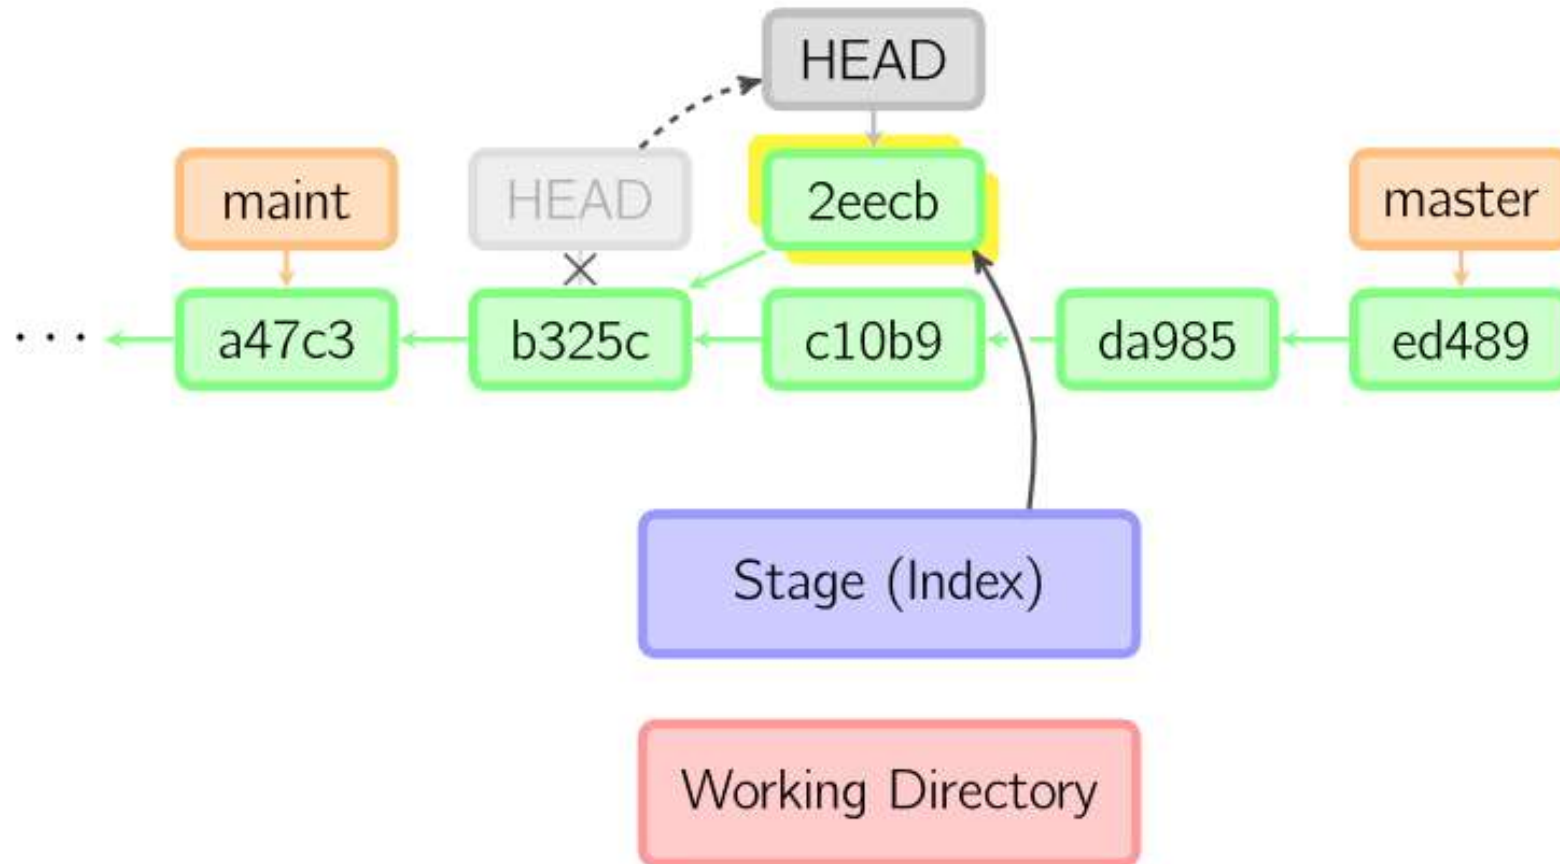 HEAD
maint
HEAD
2eecb
master
...
a47c3
b325c
c10b9
da985
ed489
Stage (Index)
Working Directory